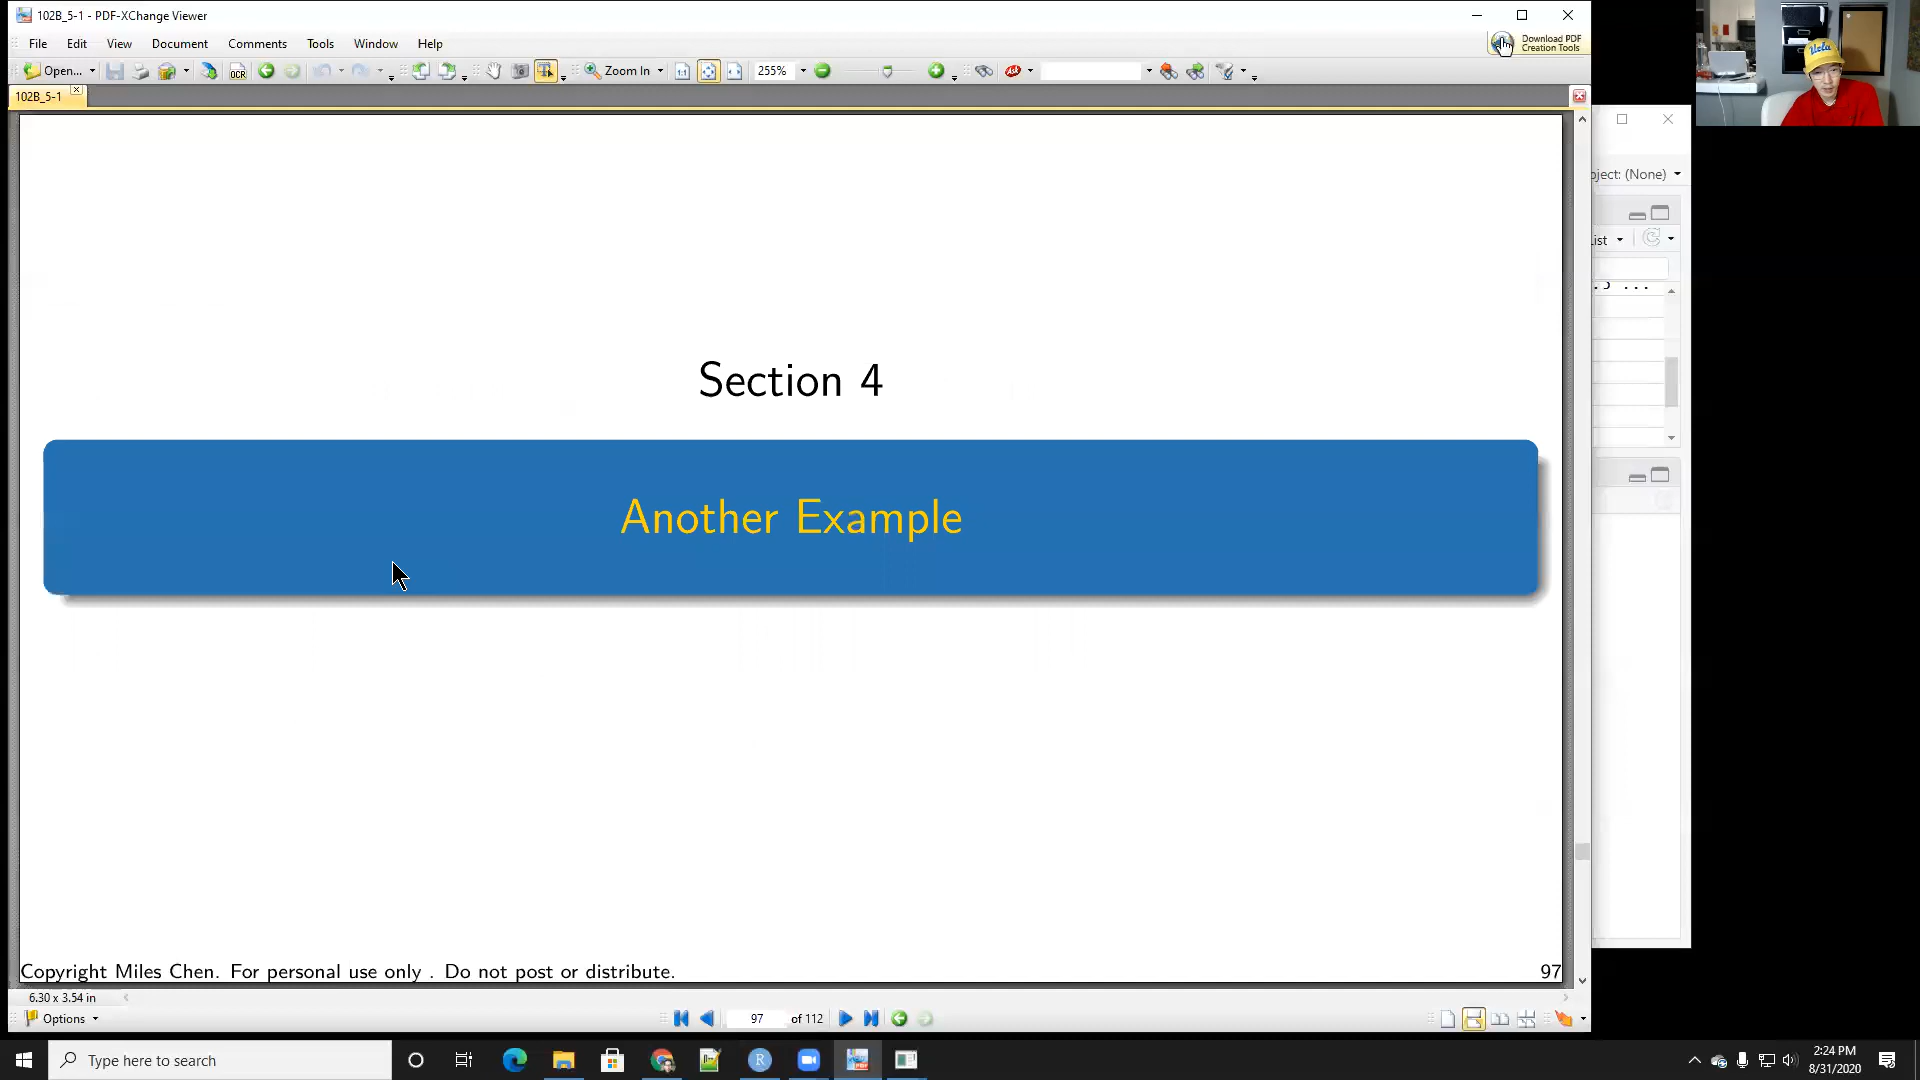 102B_5-1 - PDF-XChange Viewer
File Edit View Document Comments Tools Window Help
Download PDF
Creation Tools
Open... OCR Zoom In 255%
102B_5-1
(None)
Section 4
Another Example
Copyright Miles Chen. For personal use only . Do not post or distribute.
97
6.30 x 3.54 in
Options
97 of 112
Type here to search
2:24 PM
8/31/2020